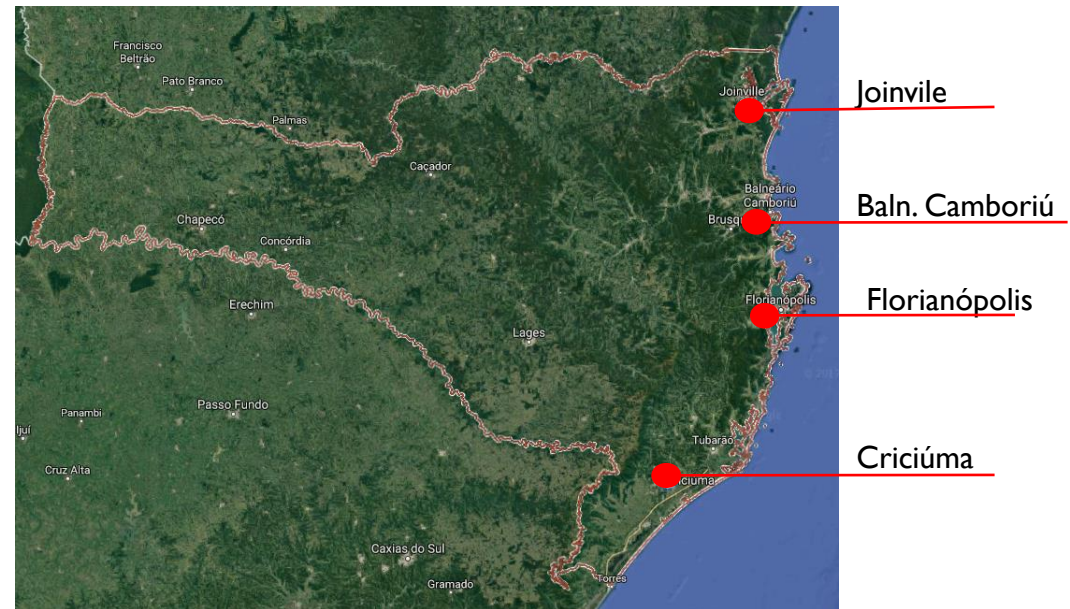 Francisco
Beltrão
Pato Branco
Joinville
Joinvile
Palmas
Caçador
Balneário
Camboriú
Baln. Camboriú
Chapecó
Brusq
Concórdia
Florianópolis
Florianópolis
Erechim
Lages
Passo Fundo
Panambi
Ijuí
Tubarão
Criciúma
Cruz Alta
iciúma
Caxias do Sul
Torres
Gramado